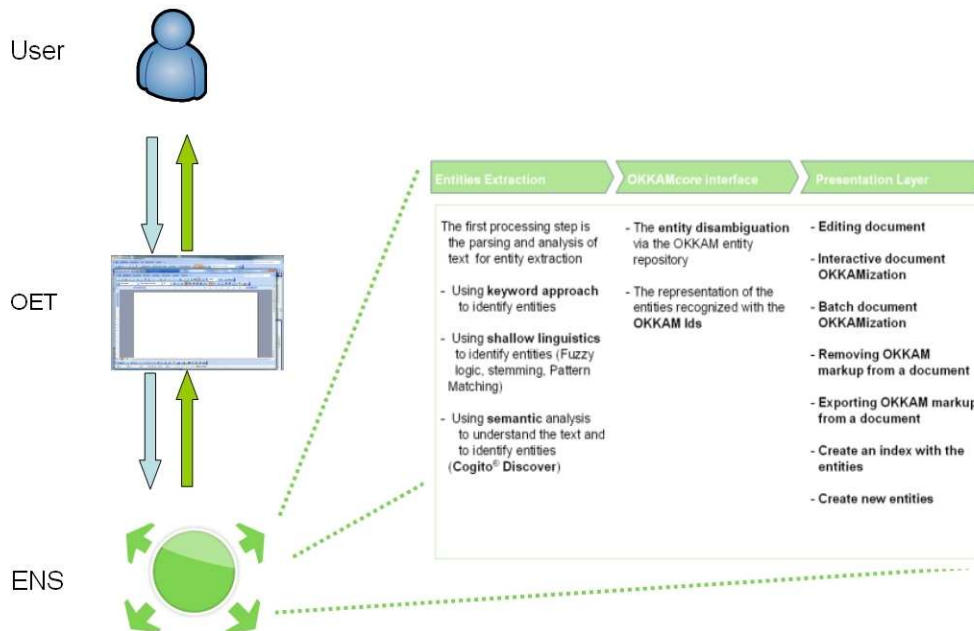 User
OET
ENS
Entities Extraction
The first processing step is
the parsing and analysis of
text for entity extraction
- Using keyword approach
to identify entities
- Using shallow linguistics
to identify entities (Fuzzy
logic, stemming, Pattern
Matching)
- Using semantic analysis
to understand the text and
to identify entities
(Cogito® Discover)
OKKAMcore interface
- The entity disambiguation
via the OKKAM entity
repository
- The representation of the
entities recognized with the
OKKAM Ids
Presentation Layer
- Editing document
- Interactive document
OKKAMization
- Batch document
OKKAMization
- Removing OKKAM
markup from a document
- Exporting OKKAM markup
from a document
- Create an index with the
entities
- Create new entities